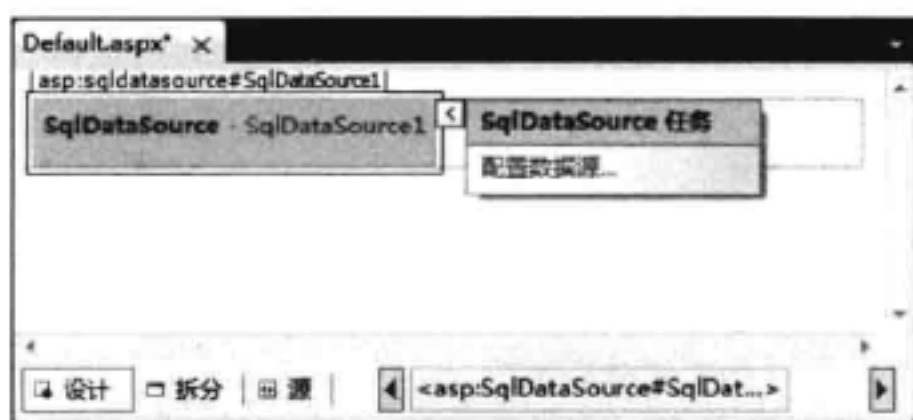 Default.aspx*
asp:sqldatasource#SqlDataSource1
SqlDataSource - SqlDataSource1
SqlDataSource 任务
配置数据源...
设计 拆分 源 <asp:SqlDataSource#SqlDat...>